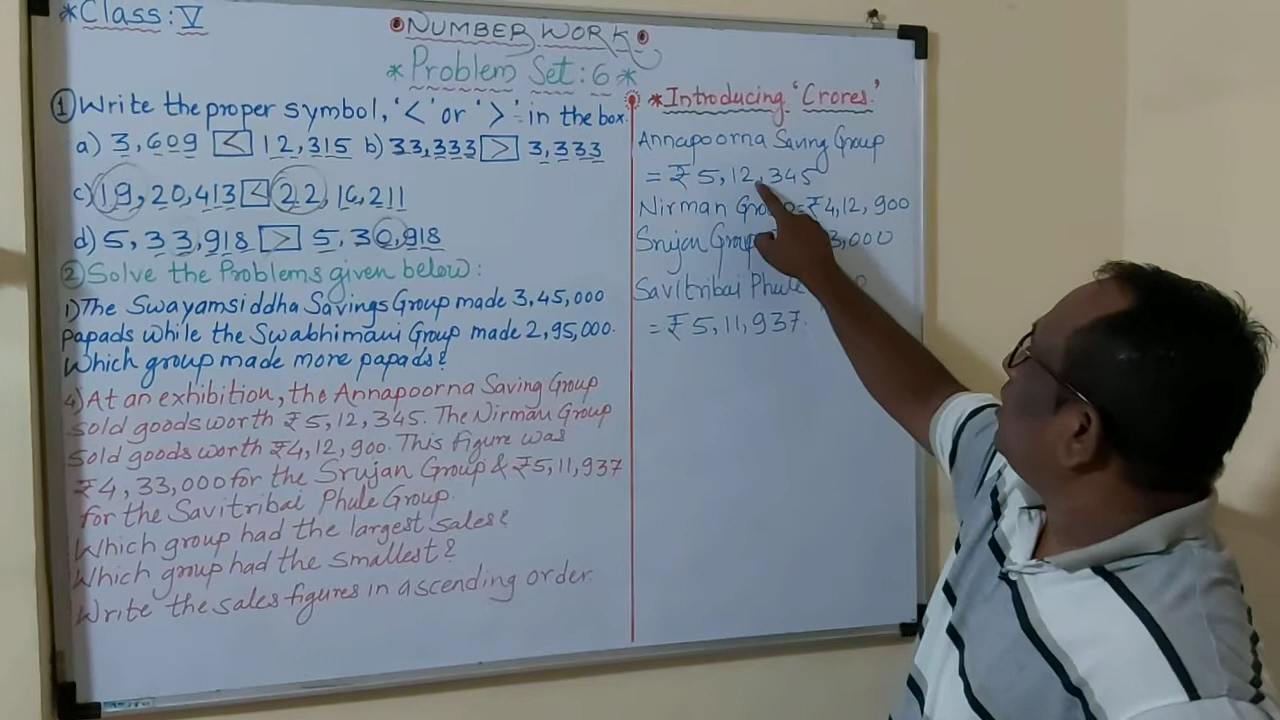 *Class: V
NUMBER WORK
* Problem Set: 6 *
① Write the proper symbol, '<' or '>' in the box.
a) 3,609 < 12,315 b) 33,333 > 3,333
c) 19,20,413 < 22,16,211
d) 5,33,918 > 5,30,918
② Solve the Problems given below:
1) The Swayamsiddha Savings Group made 3,45,000
papads while the Swabhimani Group made 2,95,000.
Which group made more papads?
4) At an exhibition, the Annapoorna Saving Group
sold goods worth ₹5,12,345. The Nirman Group
sold goods worth ₹4,12,900. This figure was
₹4,33,000 for the Srujan Group & ₹5,11,937
for the Savitribai Phule Group.
Which group had the largest sales?
Which group had the smallest?
Write the sales figures in ascending order.
* Introducing 'Crores.'
Annapoorna Saving Group
= ₹5,12,345
Nirman Group=₹4,12,900
Srujan Group 3,000
Savitribai Phule
= ₹5,11,937.